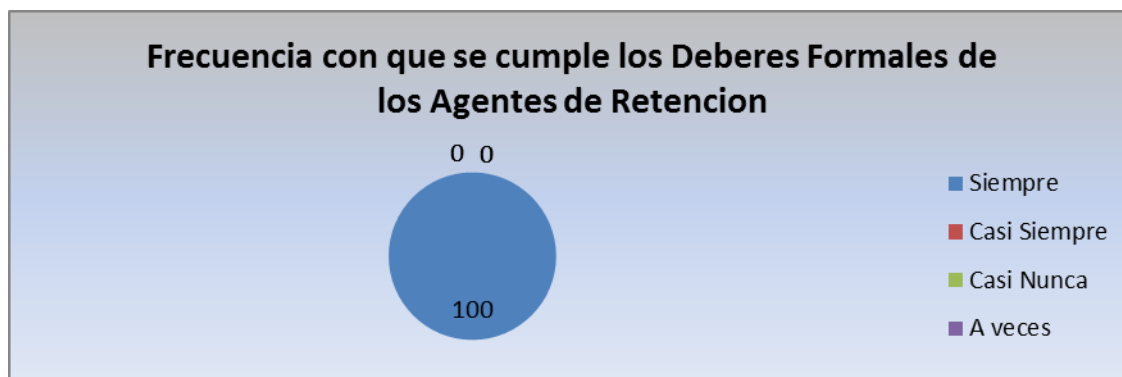 Frecuencia con que se cumple los Deberes Formales de
los Agentes de Retencion
0 0
100
Siempre
Casi Siempre
Casi Nunca
A veces